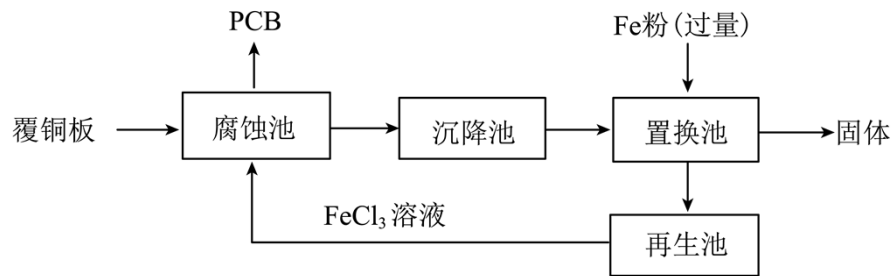 PCB
Fe粉(过量)
覆铜板
腐蚀池
沉降池
置换池
固体
FeCl₃溶液
再生池